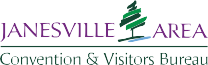 JANESVILLE AREA
Convention & Visitors Bureau